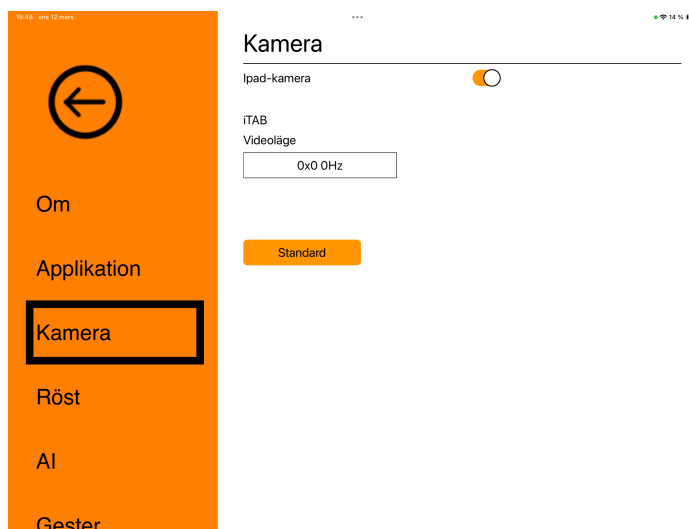 15:48 ons 12 mars
14 %
Kamera
Ipad-kamera
iTAB
Videoläge
0x0 0Hz
Standard
Om
Applikation
Kamera
Röst
AI
Gester